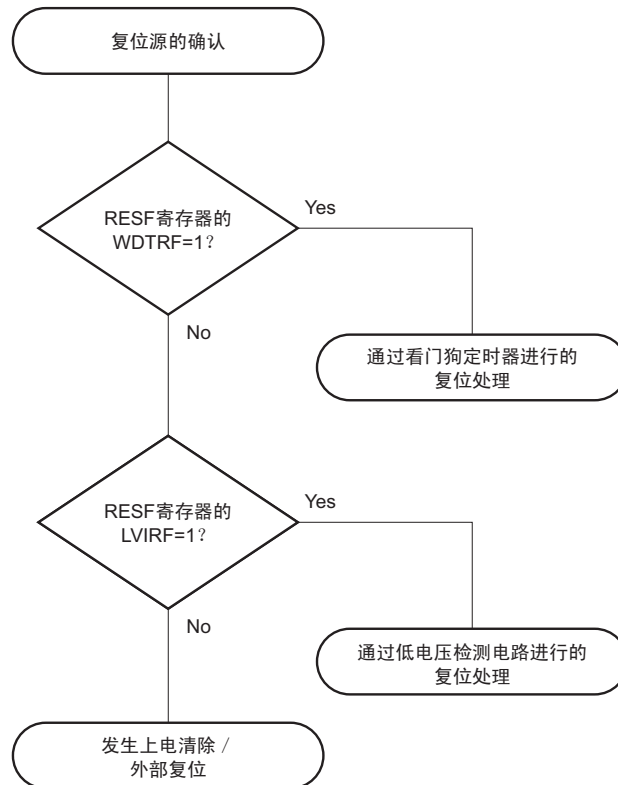 复位源的确认
RESF寄存器的
WDTRF=1？
Yes
No
通过看门狗定时器进行的
复位处理
RESF寄存器的
LVIRF=1？
Yes
No
通过低电压检测电路进行的
复位处理
发生上电清除 /
外部复位